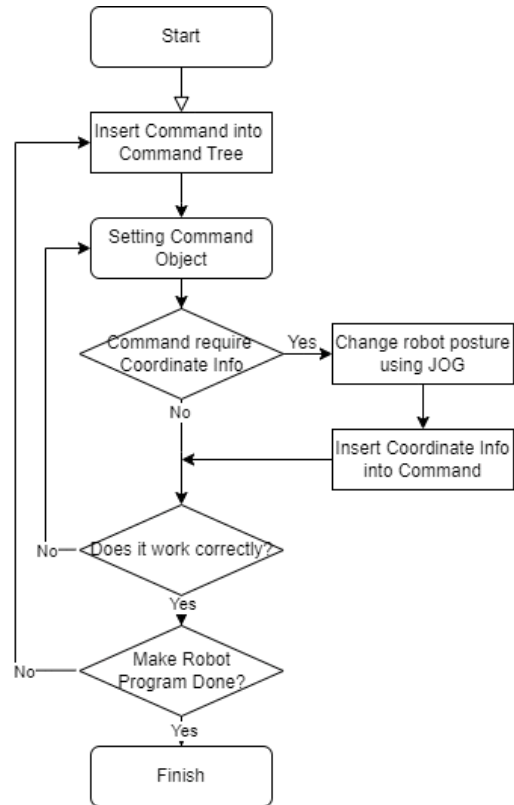 Start
Insert Command into
Command Tree
Setting Command
Object
Command require
Coordinate Info
Yes
Change robot posture
using JOG
No
Insert Coordinate Info
into Command
Does it work correctly?
No
Yes
Make Robot
Program Done?
No
Yes
Finish